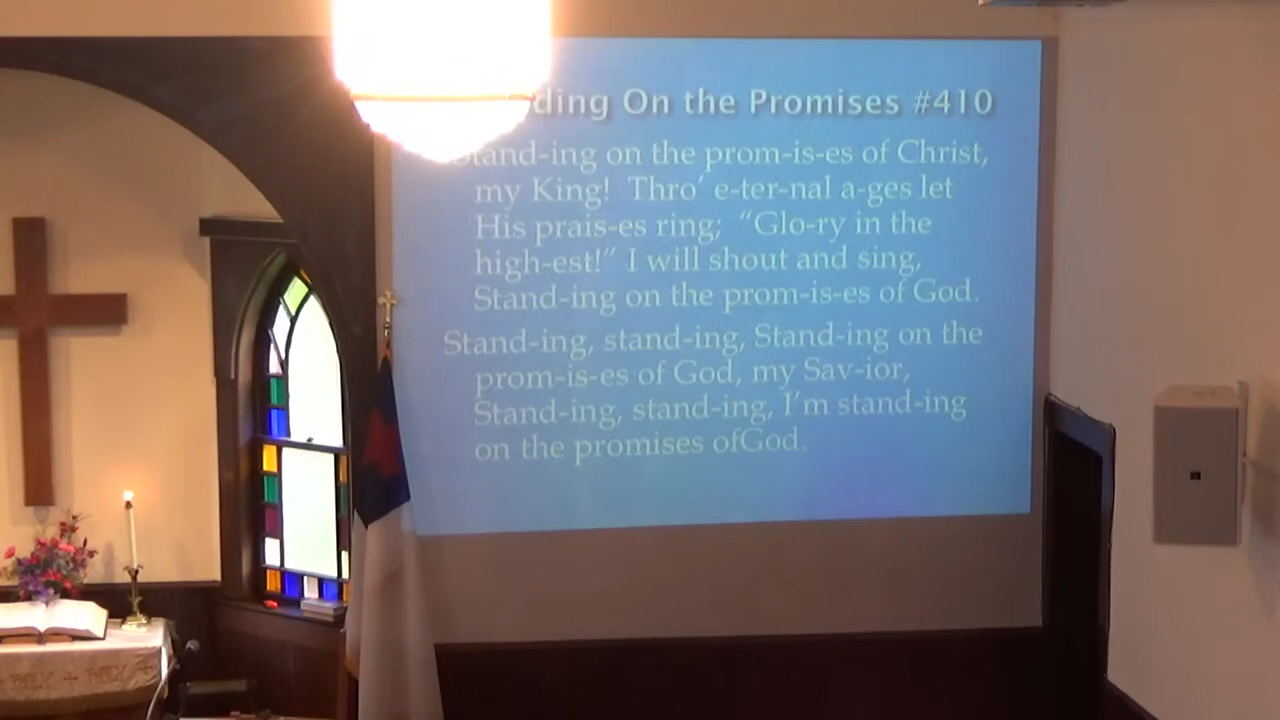 ding On the Promises #410
Stand-ing on the prom-is-es of Christ,
my King! Thro' e-ter-nal a-ges let
His prais-es ring; “Glo-ry in the
high-est!” I will shout and sing,
Stand-ing on the prom-is-es of God.
Stand-ing, stand-ing, Stand-ing on the
prom-is-es of God, my Sav-ior,
Stand-ing, stand-ing, I'm stand-ing
on the promises ofGod.
HOLY HOLY